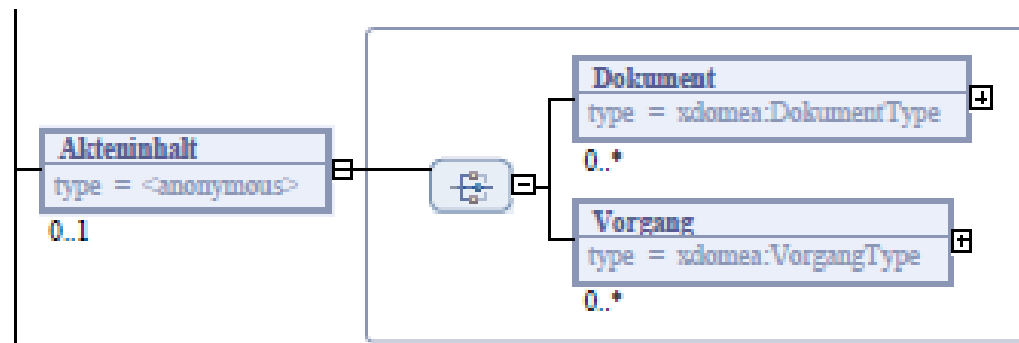 Dokument
type = xdomea:DokumentType
0..*
Akteninhalt
type = <anonymous>
0..1
Vorgang
type = xdomea:VorgangType
0..*